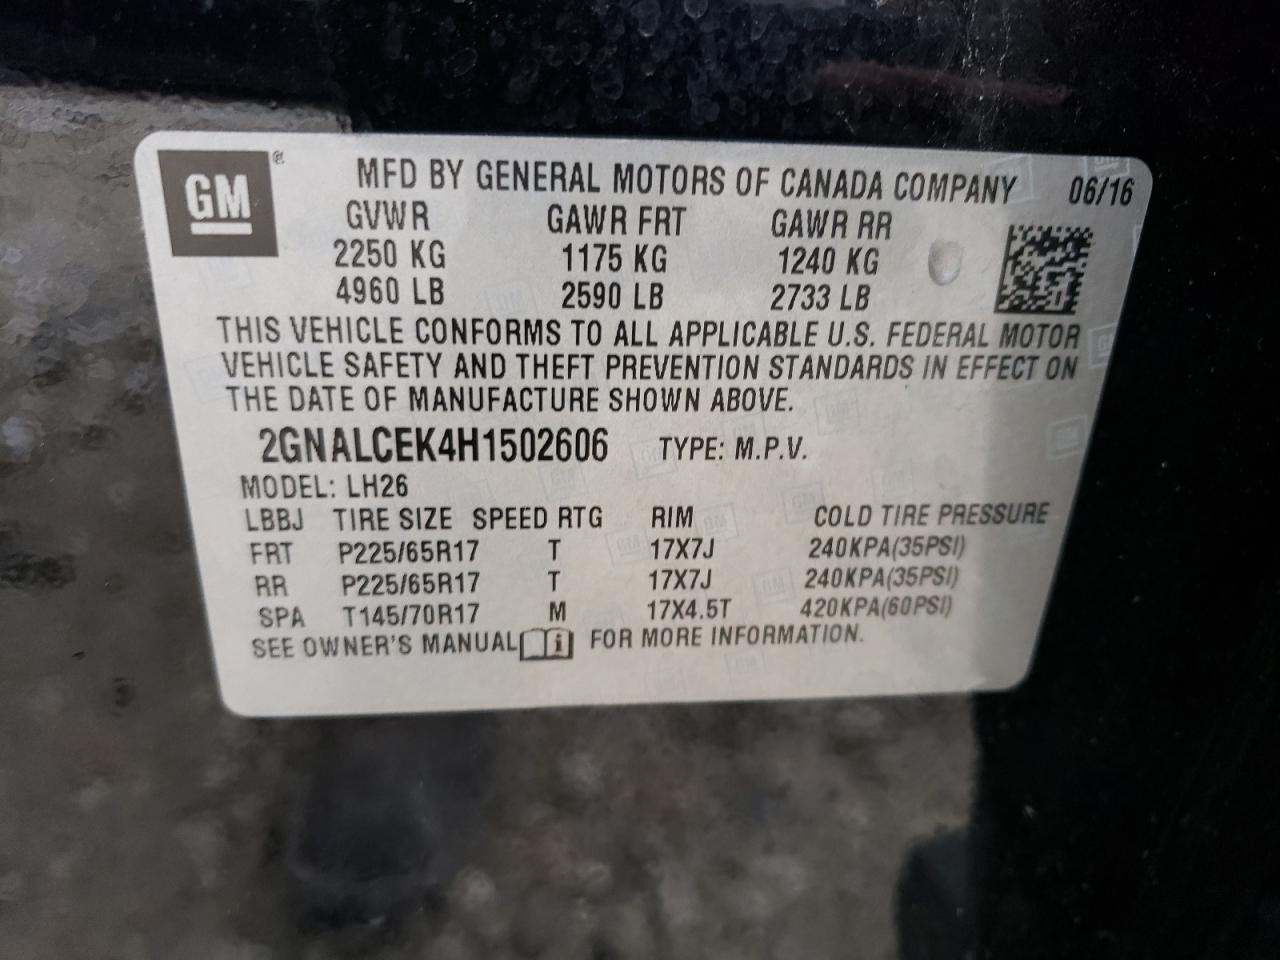 GM ®
MFD BY GENERAL MOTORS OF CANADA COMPANY 06/16
GVWR GAWR FRT GAWR RR
2250 KG 1175 KG 1240 KG
4960 LB 2590 LB 2733 LB
THIS VEHICLE CONFORMS TO ALL APPLICABLE U.S. FEDERAL MOTOR
VEHICLE SAFETY AND THEFT PREVENTION STANDARDS IN EFFECT ON
THE DATE OF MANUFACTURE SHOWN ABOVE.
2GNALCEK4H1502606 TYPE: M.P.V.
MODEL: LH26
LBBJ TIRE SIZE SPEED RTG RIM COLD TIRE PRESSURE
FRT P225/65R17 T 17X7J 240KPA(35PSI)
RR P225/65R17 T 17X7J 240KPA(35PSI)
SPA T145/70R17 M 17X4.5T 420KPA(60PSI)
SEE OWNER'S MANUAL i FOR MORE INFORMATION.